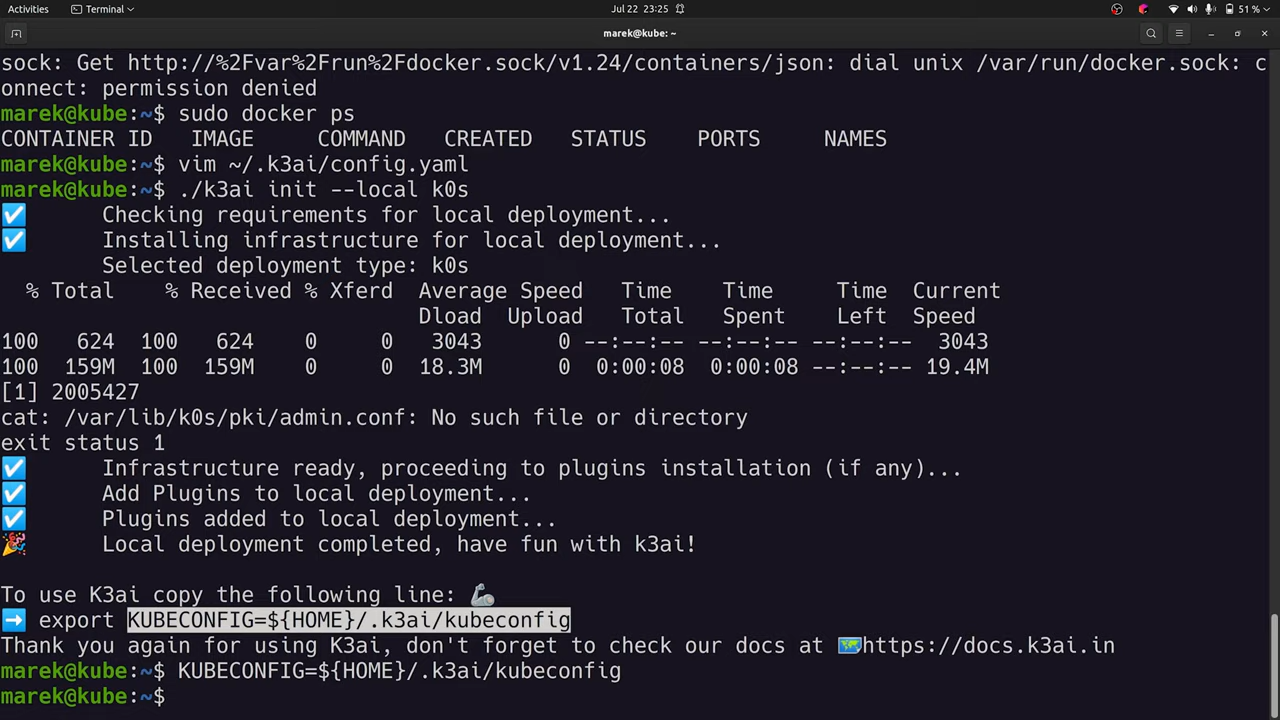 Activities Terminal Jul 22 23:25 51 %
marek@kube: ~
sock: Get http://%2Fvar%2Frun%2Fdocker.sock/v1.24/containers/json: dial unix /var/run/docker.sock: c
onnect: permission denied
marek@kube:~$ sudo docker ps
CONTAINER ID IMAGE COMMAND CREATED STATUS PORTS NAMES
marek@kube:~$ vim ~/.k3ai/config.yaml
marek@kube:~$ ./k3ai init --local k0s
Checking requirements for local deployment...
Installing infrastructure for local deployment...
Selected deployment type: k0s
% Total % Received % Xferd Average Speed Time Time Time Current
Dload Upload Total Spent Left Speed
100 624 100 624 0 0 3043 0 --:--:-- --:--:-- --:--:-- 3043
100 159M 100 159M 0 0 18.3M 0 0:00:08 0:00:08 --:--:-- 19.4M
[1] 2005427
cat: /var/lib/k0s/pki/admin.conf: No such file or directory
exit status 1
Infrastructure ready, proceeding to plugins installation (if any)...
Add Plugins to local deployment...
Plugins added to local deployment...
Local deployment completed, have fun with k3ai!
To use K3ai copy the following line:
export KUBECONFIG=${HOME}/.k3ai/kubeconfig
Thank you again for using K3ai, don't forget to check our docs at https://docs.k3ai.in
marek@kube:~$ KUBECONFIG=${HOME}/.k3ai/kubeconfig
marek@kube:~$